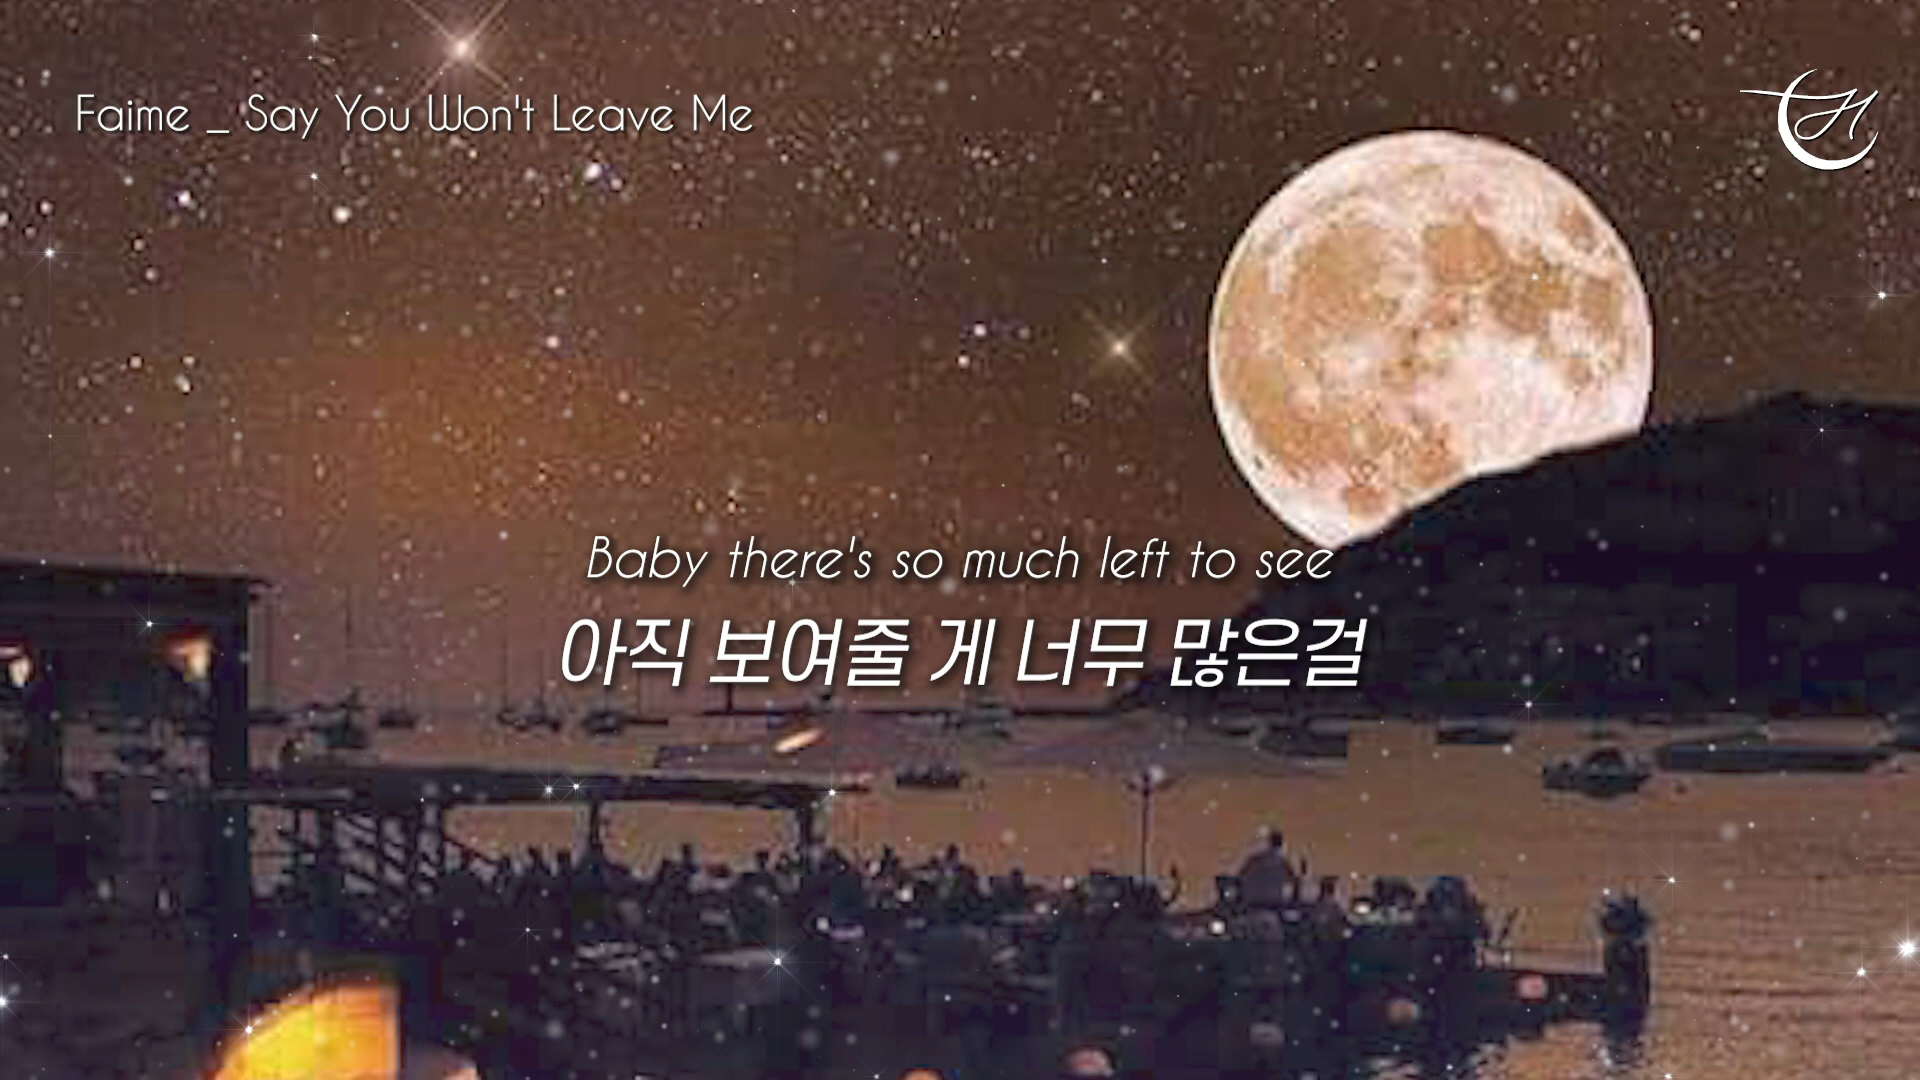 Faime _ Say You Won't Leave Me
Baby there's so much left to see
아직 보여줄 게 너무 많은걸